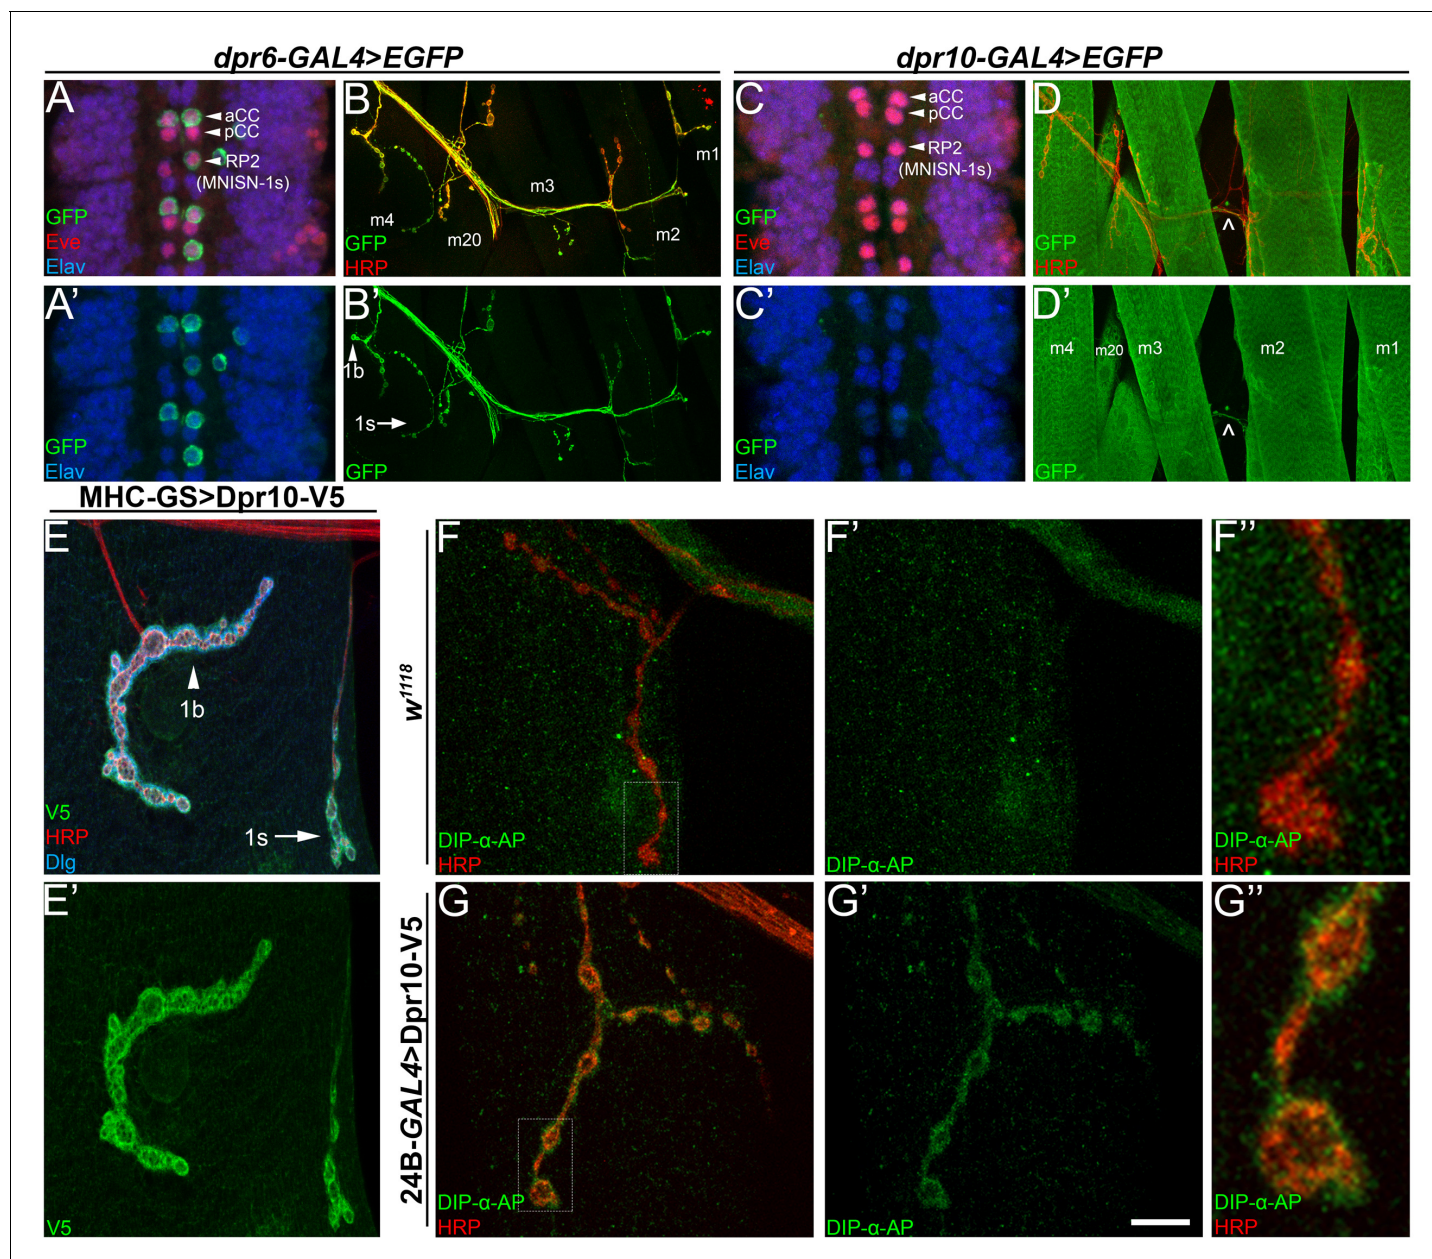 dpr6-GAL4>EGFP
dpr10-GAL4>EGFP
A
aCC
pCC
RP2
(MNISN-1s)
GFP
Eve
Elav
B
m1
m3
m4
m20
m2
GFP
HRP
C
aCC
pCC
RP2
(MNISN-1s)
GFP
Eve
Elav
D
^
GFP
HRP
A’
GFP
Elav
B’
1b
1s
GFP
C’
GFP
Elav
D’
m4
m20
m3
m2
m1
^
GFP
MHC-GS>Dpr10-V5
E
1b
1s
V5
HRP
Dlg
w1118
F
DIP-α-AP
HRP
F’
DIP-α-AP
F’’
DIP-α-AP
HRP
E’
V5
24B-GAL4>Dpr10-V5
G
DIP-α-AP
HRP
G’
DIP-α-AP
G’’
DIP-α-AP
HRP